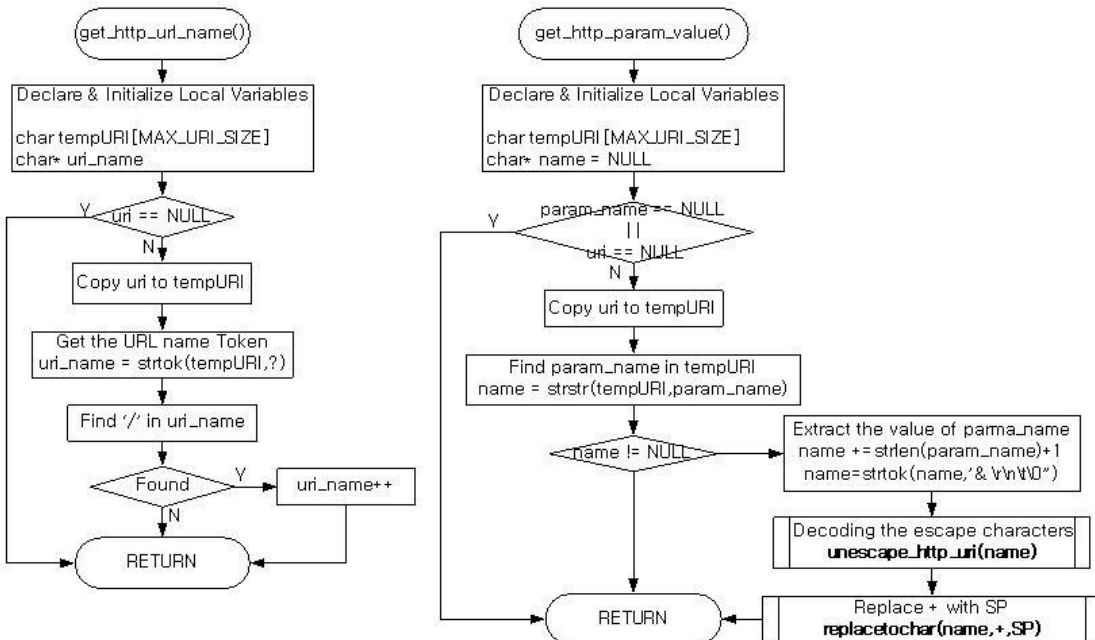 get_http_url_name()
Declare & Initialize Local Variables
char tempURI[MAX_URI_SIZE]
char* uri_name
uri == NULL
Y
N
Copy uri to tempURI
Get the URL name Token
uri_name = strtok(tempURI,?)
Find '/' in uri_name
Found
Y
N
uri_name++
RETURN
get_http_param_value()
Declare & Initialize Local Variables
char tempURI[MAX_URI_SIZE]
char* name = NULL
param_name == NULL
||
uri == NULL
Y
N
Copy uri to tempURI
Find param_name in tempURI
name = strstr(tempURI,param_name)
name != NULL
Extract the value of parma_name
name +=strlen(param_name)+1
name=strtok(name,'& \r\n\t\0")
Decoding the escape characters
unescape_http_uri(name)
Replace + with SP
replacetochar(name,+,SP)
RETURN